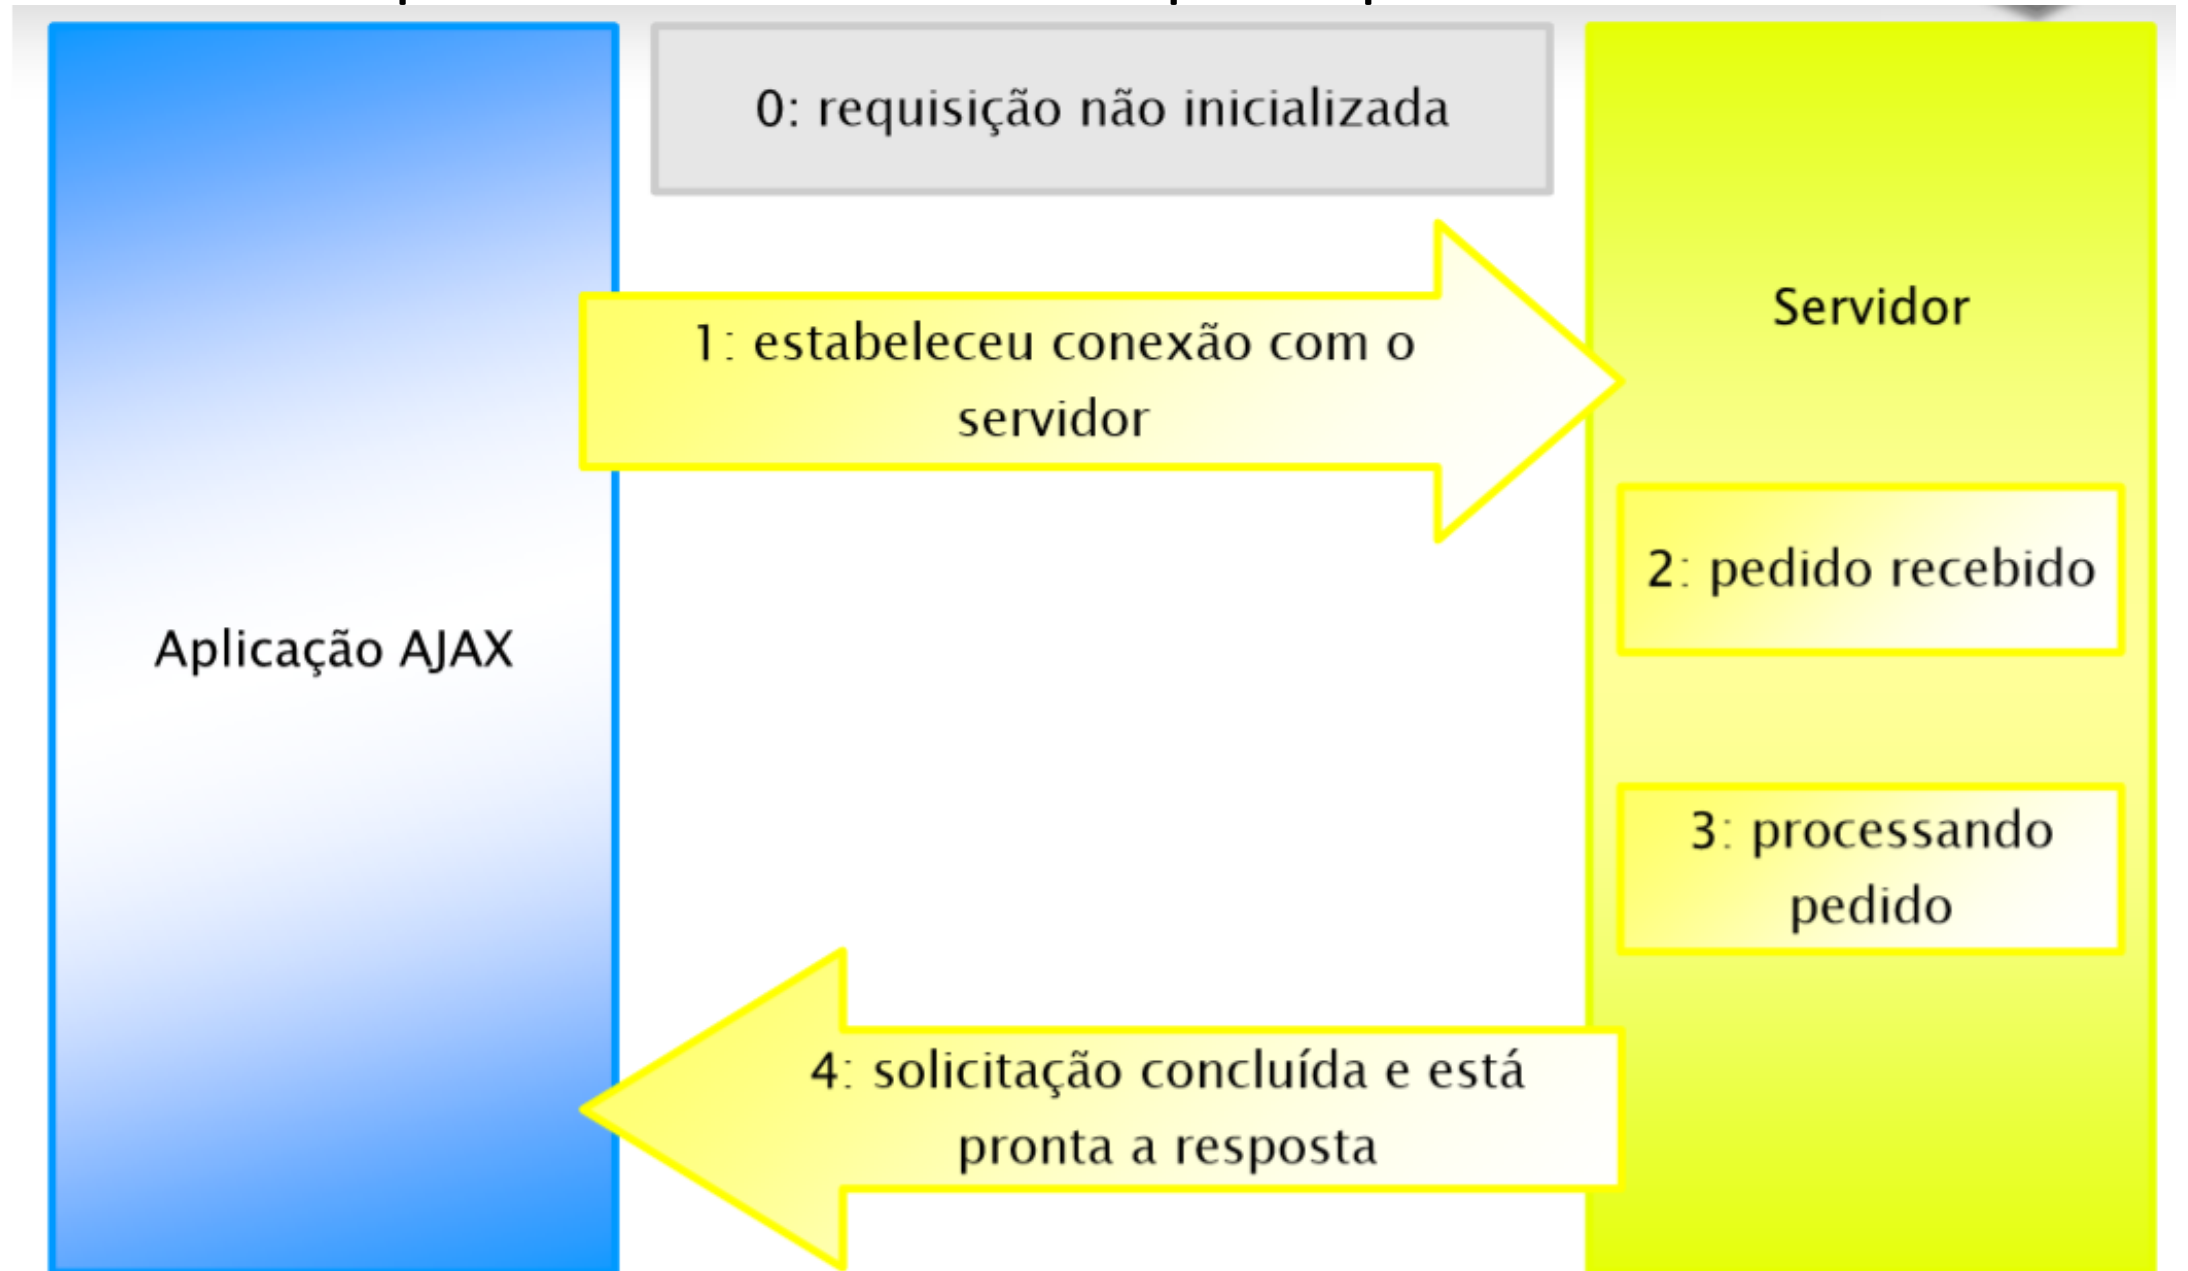 0: requisição não inicializada
1: estabeleceu conexão com o
servidor
Servidor
2: pedido recebido
Aplicação AJAX
3: processando
pedido
4: solicitação concluída e está
pronta a resposta